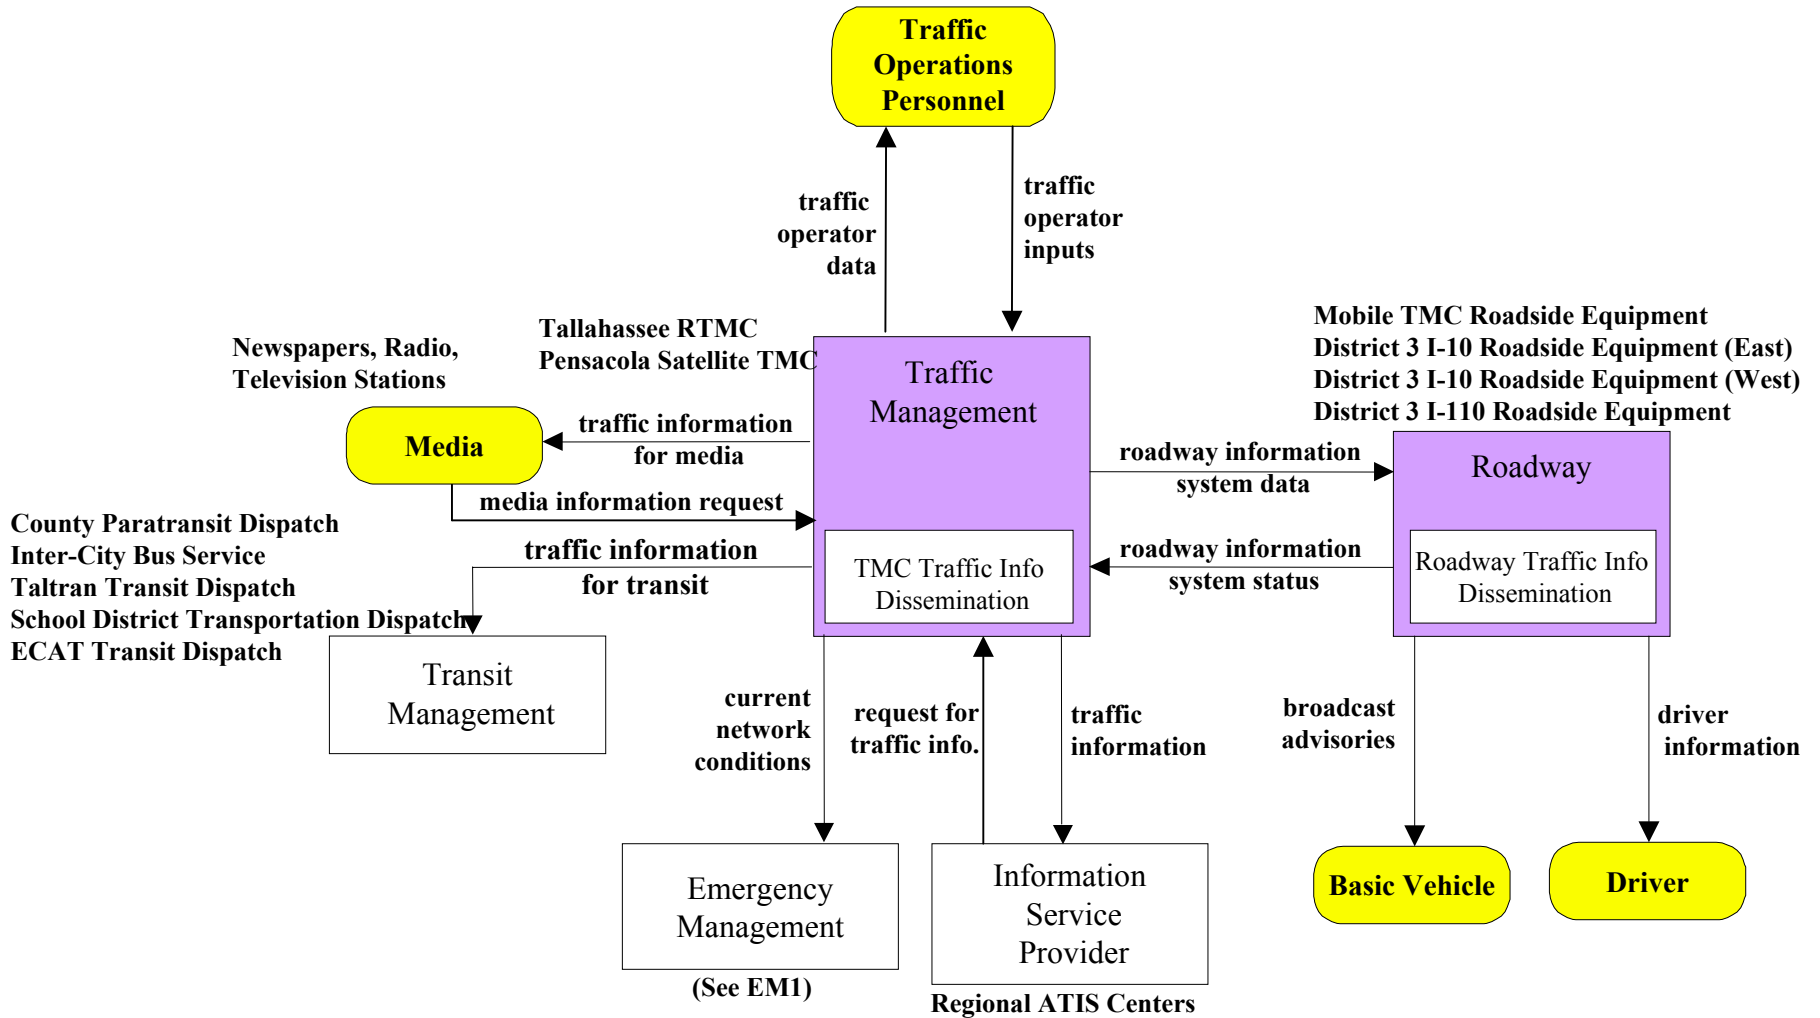 Traffic
Operations
Personnel
traffic
operator
data
traffic
operator
inputs
Tallahassee RTMC
Pensacola Satellite TMC
Newspapers, Radio,
Television Stations
Mobile TMC Roadside Equipment
District 3 I-10 Roadside Equipment (East)
District 3 I-10 Roadside Equipment (West)
District 3 I-110 Roadside Equipment
Traffic
Management
Media
traffic information
for media
media information request
roadway information
system data
Roadway
County Paratransit Dispatch
Inter-City Bus Service
Taltran Transit Dispatch
School District Transportation Dispatch
ECAT Transit Dispatch
traffic information
for transit
TMC Traffic Info
Dissemination
roadway information
system status
Roadway Traffic Info
Dissemination
Transit
Management
current
network
conditions
request for
traffic info.
traffic
information
broadcast
advisories
driver
information
Emergency
Management
(See EM1)
Information
Service
Provider
Regional ATIS Centers
Basic Vehicle
Driver